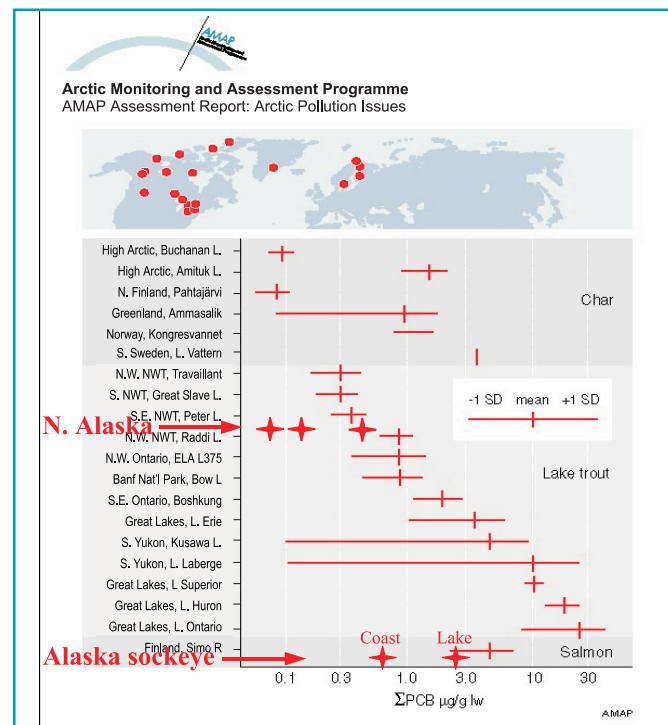 AMAP
Arctic Monitoring and Assessment Programme
AMAP Assessment Report: Arctic Pollution Issues
High Arctic, Buchanan L.
High Arctic, Amituk L.
N. Finland, Pahtajärvi
Char
Greenland, Ammasalik
Norway, Kongresvannet
S. Sweden, L. Vattern
N.W. NWT, Travaillant
S. NWT, Great Slave L.
-1 SD mean +1 SD
S.E. NWT, Peter L.
N. Alaska
N.W. NWT, Raddi L.
N.W. Ontario, ELA L375
Lake trout
Banf Nat'l Park, Bow L
S.E. Ontario, Boshkung
Great Lakes, L. Erie
S. Yukon, Kusawa L.
S. Yukon, L. Laberge
Great Lakes, L Superior
Great Lakes, L. Huron
Great Lakes, L. Ontario
Coast Lake
Finland, Simo R
Salmon
Alaska sockeye
0.1 0.3 1.0 3.0 10 30
ΣPCB µg/g lw
AMAP